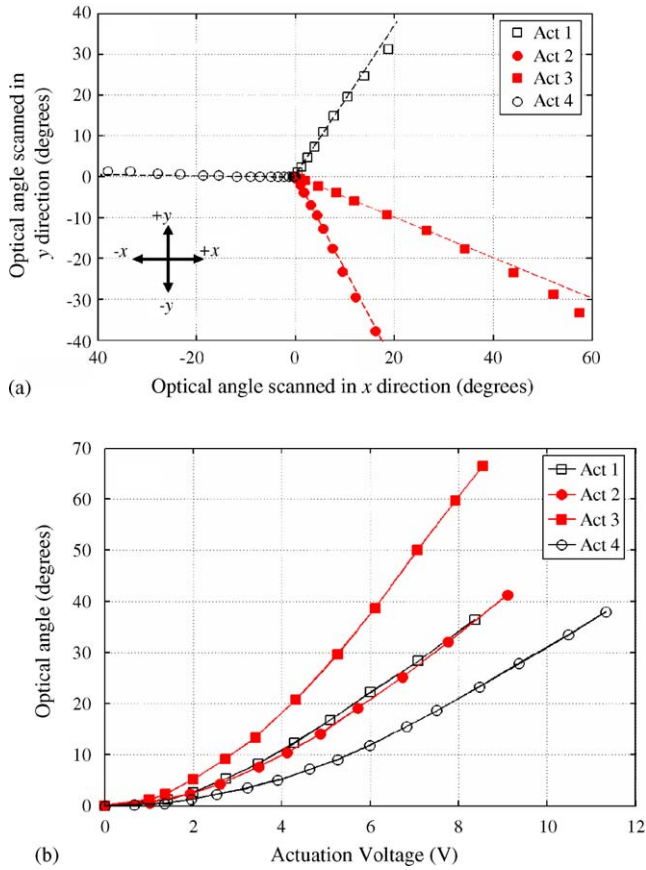 40
30
20
10
0
-10
-20
-30
-40
Optical angle scanned in
y direction (degrees)
Act 1
Act 2
Act 3
Act 4
+y
-x
+x
-y
40
-20
0
20
40
60
(a)
Optical angle scanned in x direction (degrees)
70
60
50
40
30
20
10
0
Optical angle (degrees)
Act 1
Act 2
Act 3
Act 4
0
2
4
6
8
10
12
(b)
Actuation Voltage (V)